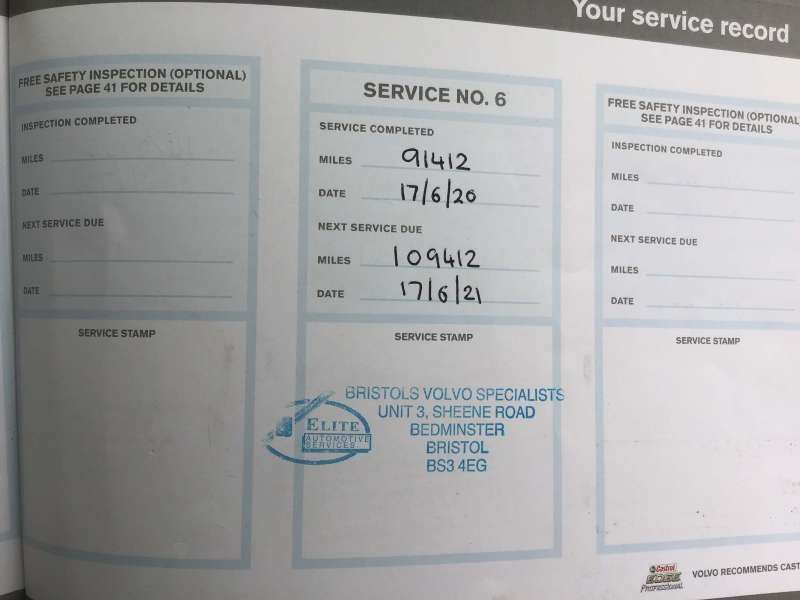 Your service record
FREE SAFETY INSPECTION (OPTIONAL)
SEE PAGE 41 FOR DETAILS
INSPECTION COMPLETED
MILES
DATE
NEXT SERVICE DUE
MILES
DATE
SERVICE STAMP
SERVICE NO. 6
SERVICE COMPLETED
MILES 91412
DATE 17/6/20
NEXT SERVICE DUE
MILES 109412
DATE 17/6/21
SERVICE STAMP
ELITE
AUTOMOTIVE
SERVICES
BRISTOLS VOLVO SPECIALISTS
UNIT 3, SHEENE ROAD
BEDMINSTER
BRISTOL
BS3 4EG
FREE SAFETY INSPECTION (OPTIONAL
SEE PAGE 41 FOR DETAILS
INSPECTION COMPLETED
MILES
DATE
NEXT SERVICE DUE
MILES
DATE
SERVICE STAMP
Castrol
EDGE
Professional
VOLVO RECOMMENDS CAST